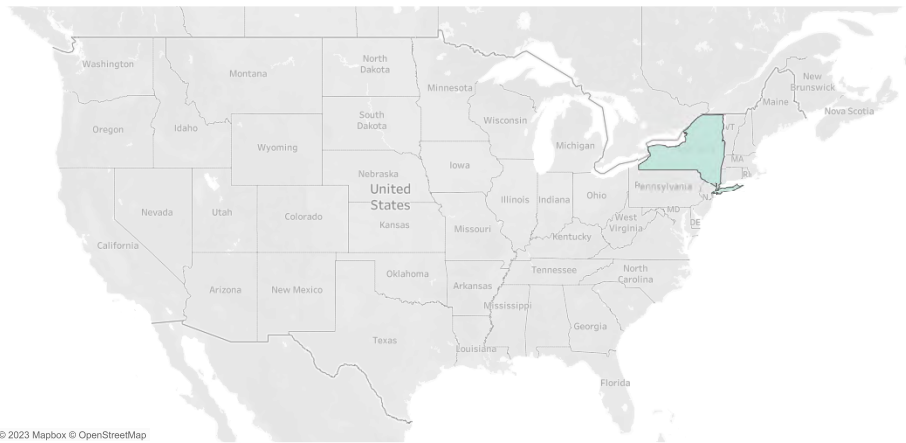 Washington
Montana
North
Dakota
Minnesota
New
Brunswick
Maine
Nova Scotia
Oregon
Idaho
South
Dakota
Wisconsin
Michigan
VT
Wyoming
Iowa
MA
RI
Nebraska
United
States
Pennsylvania
Nevada
Utah
Colorado
Kansas
Illinois
Indiana
Ohio
NJ
MD
DE
West
Virginia
California
Missouri
Kentucky
Arizona
New Mexico
Oklahoma
Arkansas
Tennessee
North
Carolina
Mississippi
Texas
Louisiana
Georgia
Florida
© 2023 Mapbox © OpenStreetMap